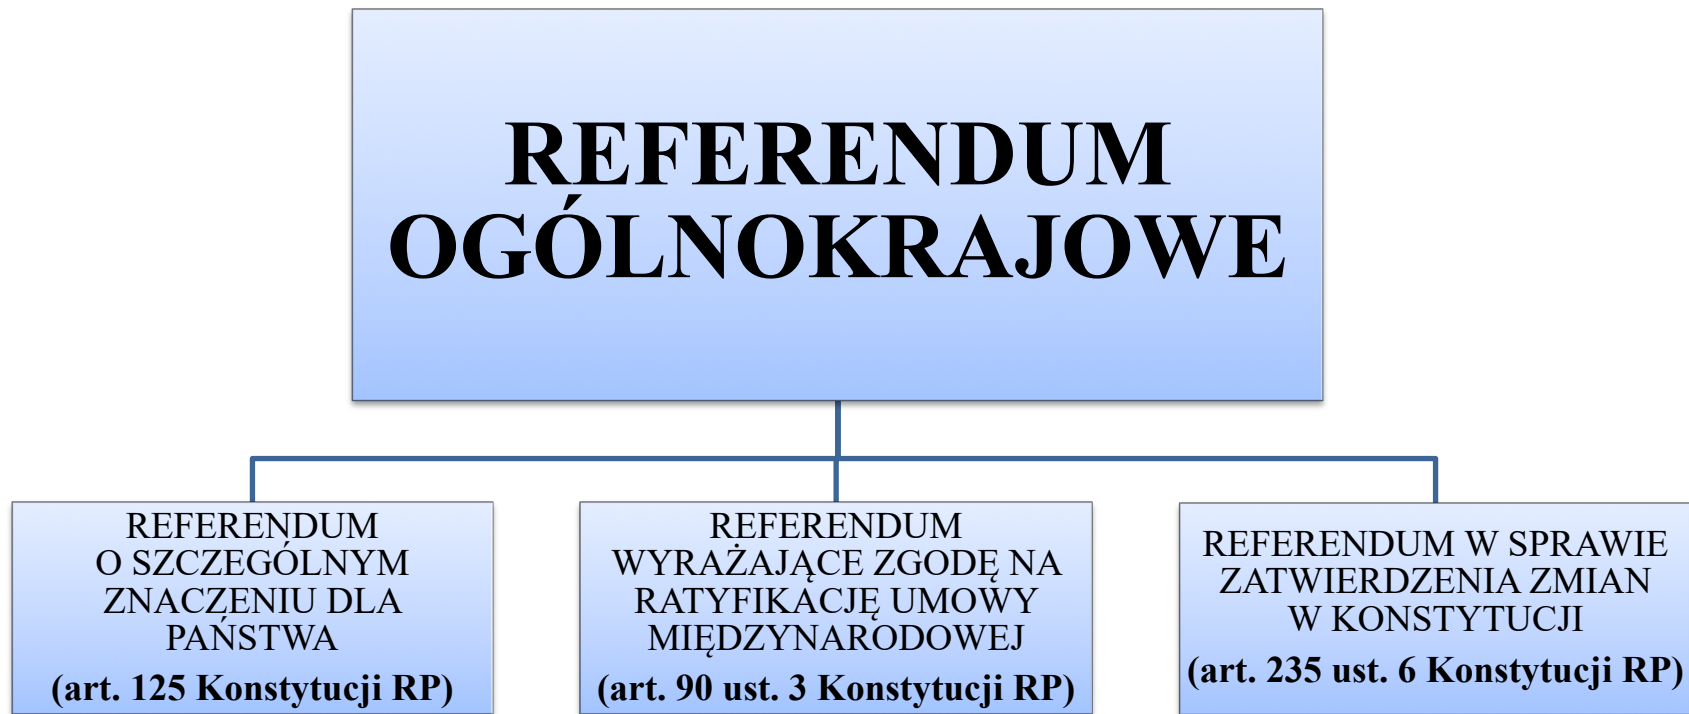 REFERENDUM
OGÓLNOKRAJOWE
REFERENDUM
O SZCZEGÓLNYM
ZNACZENIU DLA
PAŃSTWA
(art. 125 Konstytucji RP)
REFERENDUM
WYRAŻAJĄCE ZGODĘ NA
RATYFIKACJĘ UMOWY
MIĘDZYNARODOWEJ
(art. 90 ust. 3 Konstytucji RP)
REFERENDUM W SPRAWIE
ZATWIERDZENIA ZMIAN
W KONSTYTUCJI
(art. 235 ust. 6 Konstytucji RP)